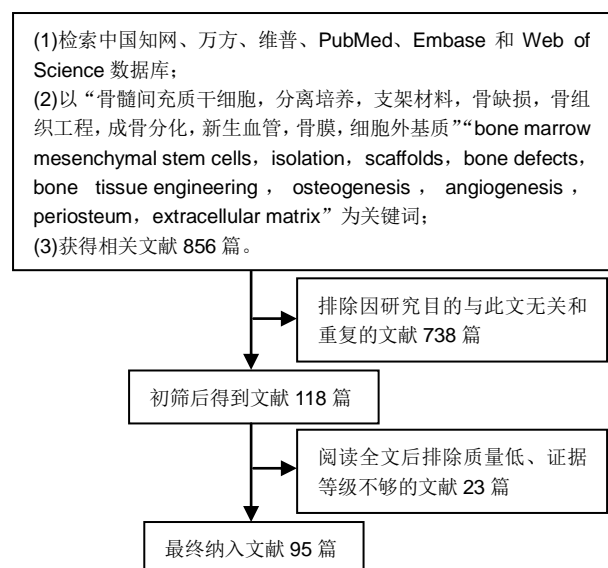 (1)检索中国知网、万方、维普、PubMed、Embase 和 Web of
Science 数据库；
(2)以“骨髓间充质干细胞，分离培养，支架材料，骨缺损，骨组
织工程，成骨分化，新生血管，骨膜，细胞外基质”“bone marrow
mesenchymal stem cells，isolation，scaffolds，bone defects，
bone tissue engineering ， osteogenesis ， angiogenesis ，
periosteum，extracellular matrix”为关键词；
(3)获得相关文献 856 篇。
排除因研究目的与此文无关和
重复的文献 738 篇
初筛后得到文献 118 篇
阅读全文后排除质量低、证据
等级不够的文献 23 篇
最终纳入文献 95 篇